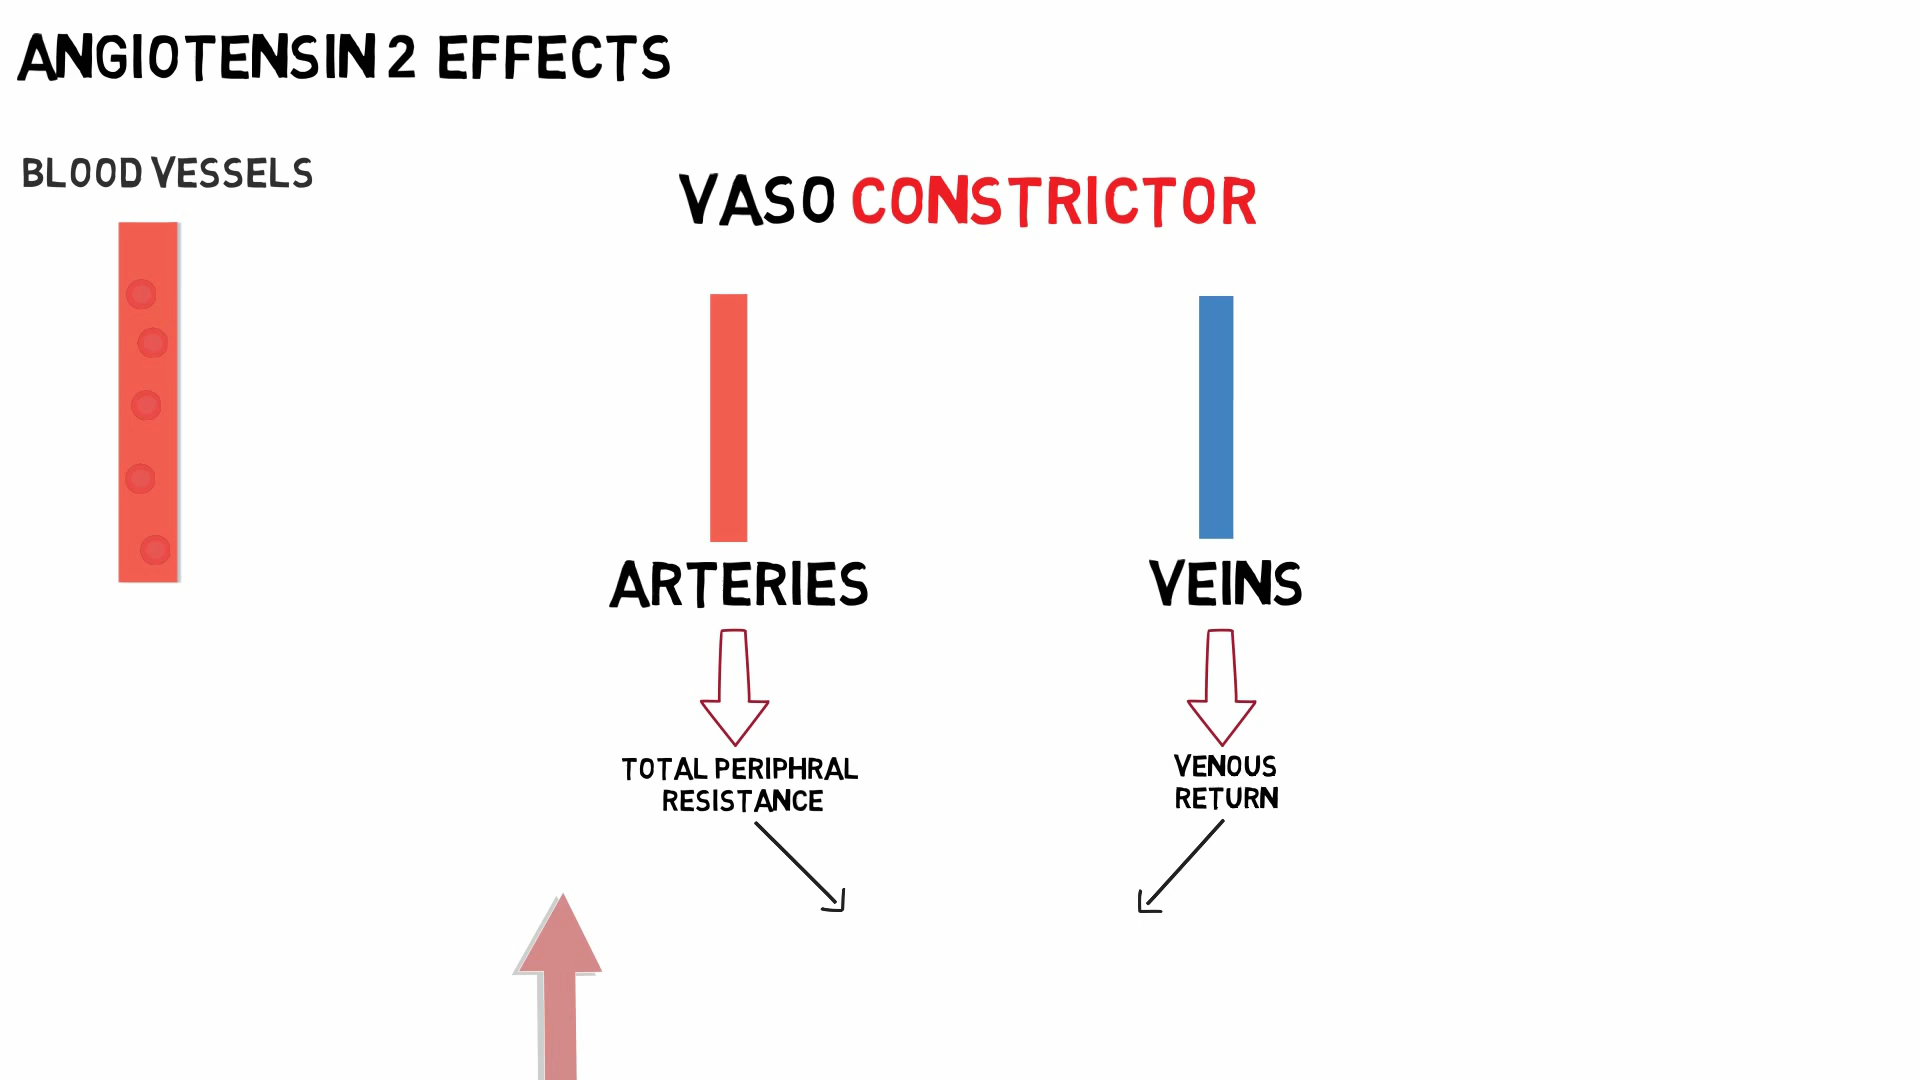 ANGIOTENSIN 2 EFFECTS
BLOOD VESSELS
VASO CONSTRICTOR
ARTERIES
VEINS
TOTAL PERIPHRAL
RESISTANCE
VENOUS
RETURN